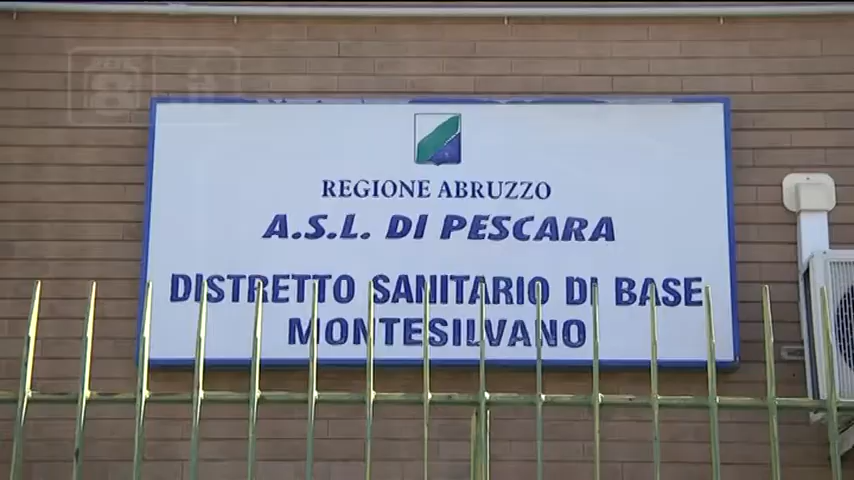 REGIONE ABRUZZO
A.S.L. DI PESCARA
DISTRETTO SANITARIO DI BASE
MONTESILVANO